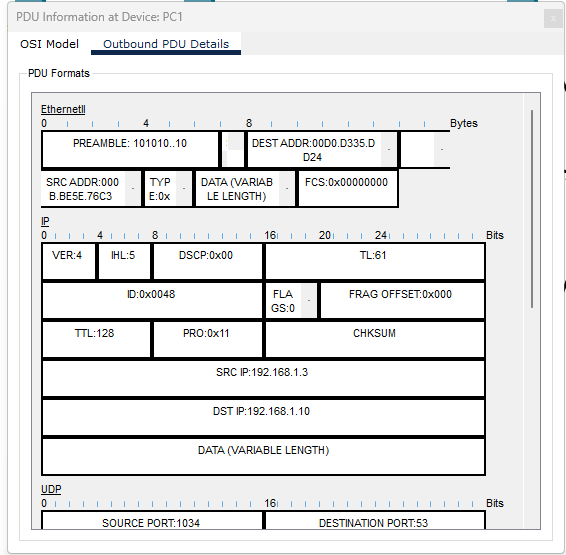 PDU Information at Device: PC1
x
OSI Model Outbound PDU Details
PDU Formats
EthernetII
0 4 8 Bytes
PREAMBLE: 101010..10 DEST ADDR:00D0.D335.D
D24
SRC ADDR:000 TYP DATA (VARIAB FCS:0x00000000
B.BE5E.76C3 E:0x LE LENGTH)
IP
0 4 8 16 20 24 Bits
VER:4 IHL:5 DSCP:0x00 TL:61
ID:0x0048 FLA FRAG OFFSET:0x000
GS:0
TTL:128 PRO:0x11 CHKSUM
SRC IP:192.168.1.3
DST IP:192.168.1.10
DATA (VARIABLE LENGTH)
UDP
0 16 Bits
SOURCE PORT:1034 DESTINATION PORT:53